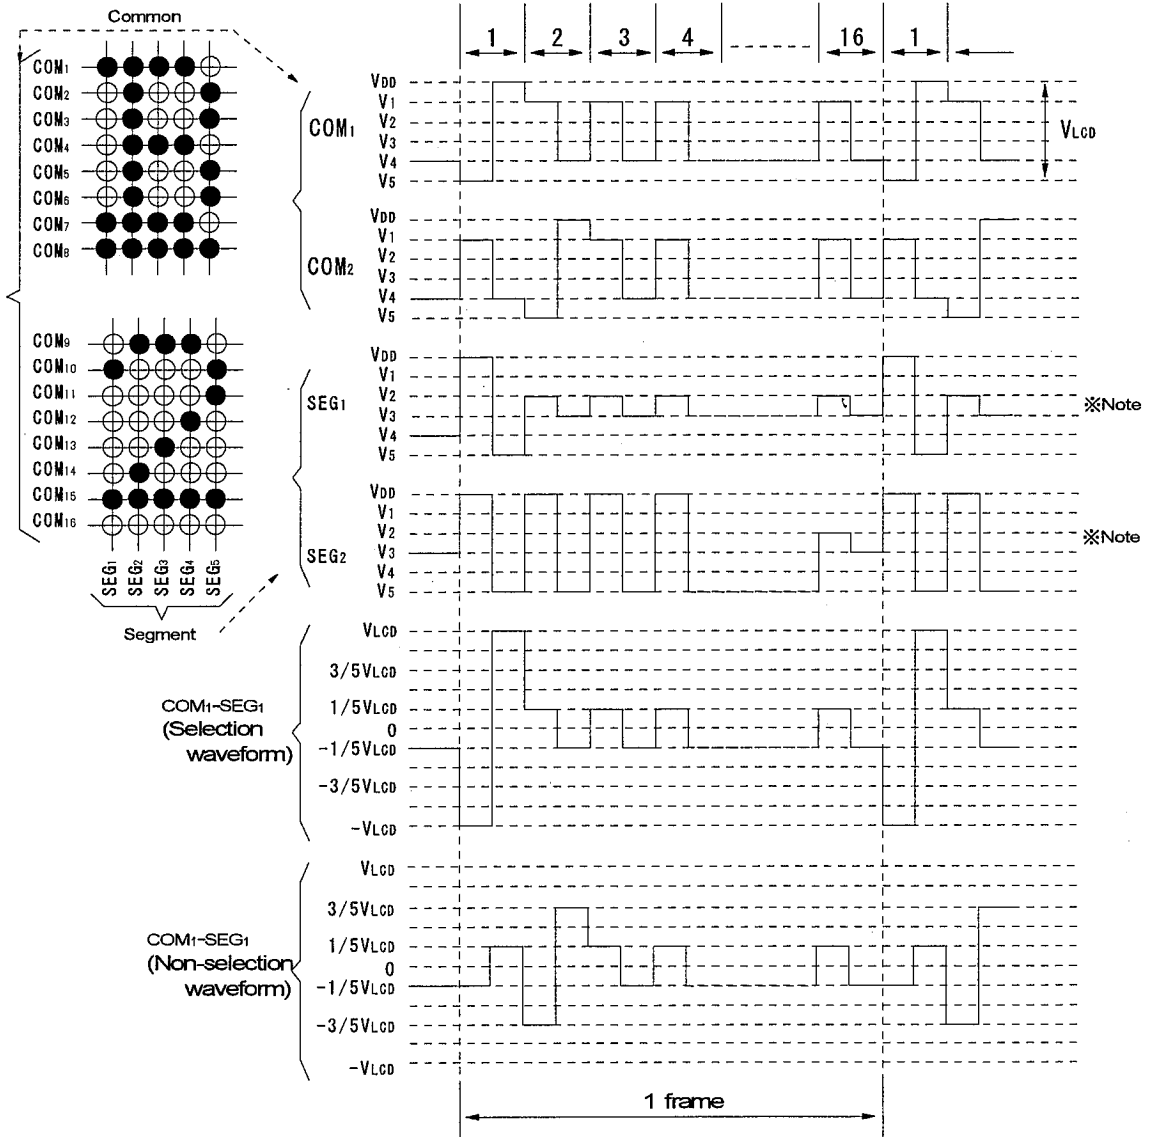 Common
1
2
3
4
16
1
COM1
COM2
COM3
COM4
COM5
COM6
COM7
COM8
COM9
COM10
COM11
COM12
COM13
COM14
COM15
COM16
SEG1
SEG2
SEG3
SEG4
SEG5
Segment
COM1
VDD
V1
V2
V3
V4
V5
VLCD
COM2
VDD
V1
V2
V3
V4
V5
SEG1
VDD
V1
V2
V3
V4
V5
※Note
SEG2
VDD
V1
V2
V3
V4
V5
※Note
COM1-SEG1
(Selection
waveform)
VLCD
3/5VLCD
1/5VLCD
0
-1/5VLCD
-3/5VLCD
-VLCD
COM1-SEG1
(Non-selection
waveform)
VLCD
3/5VLCD
1/5VLCD
0
-1/5VLCD
-3/5VLCD
-VLCD
1 frame